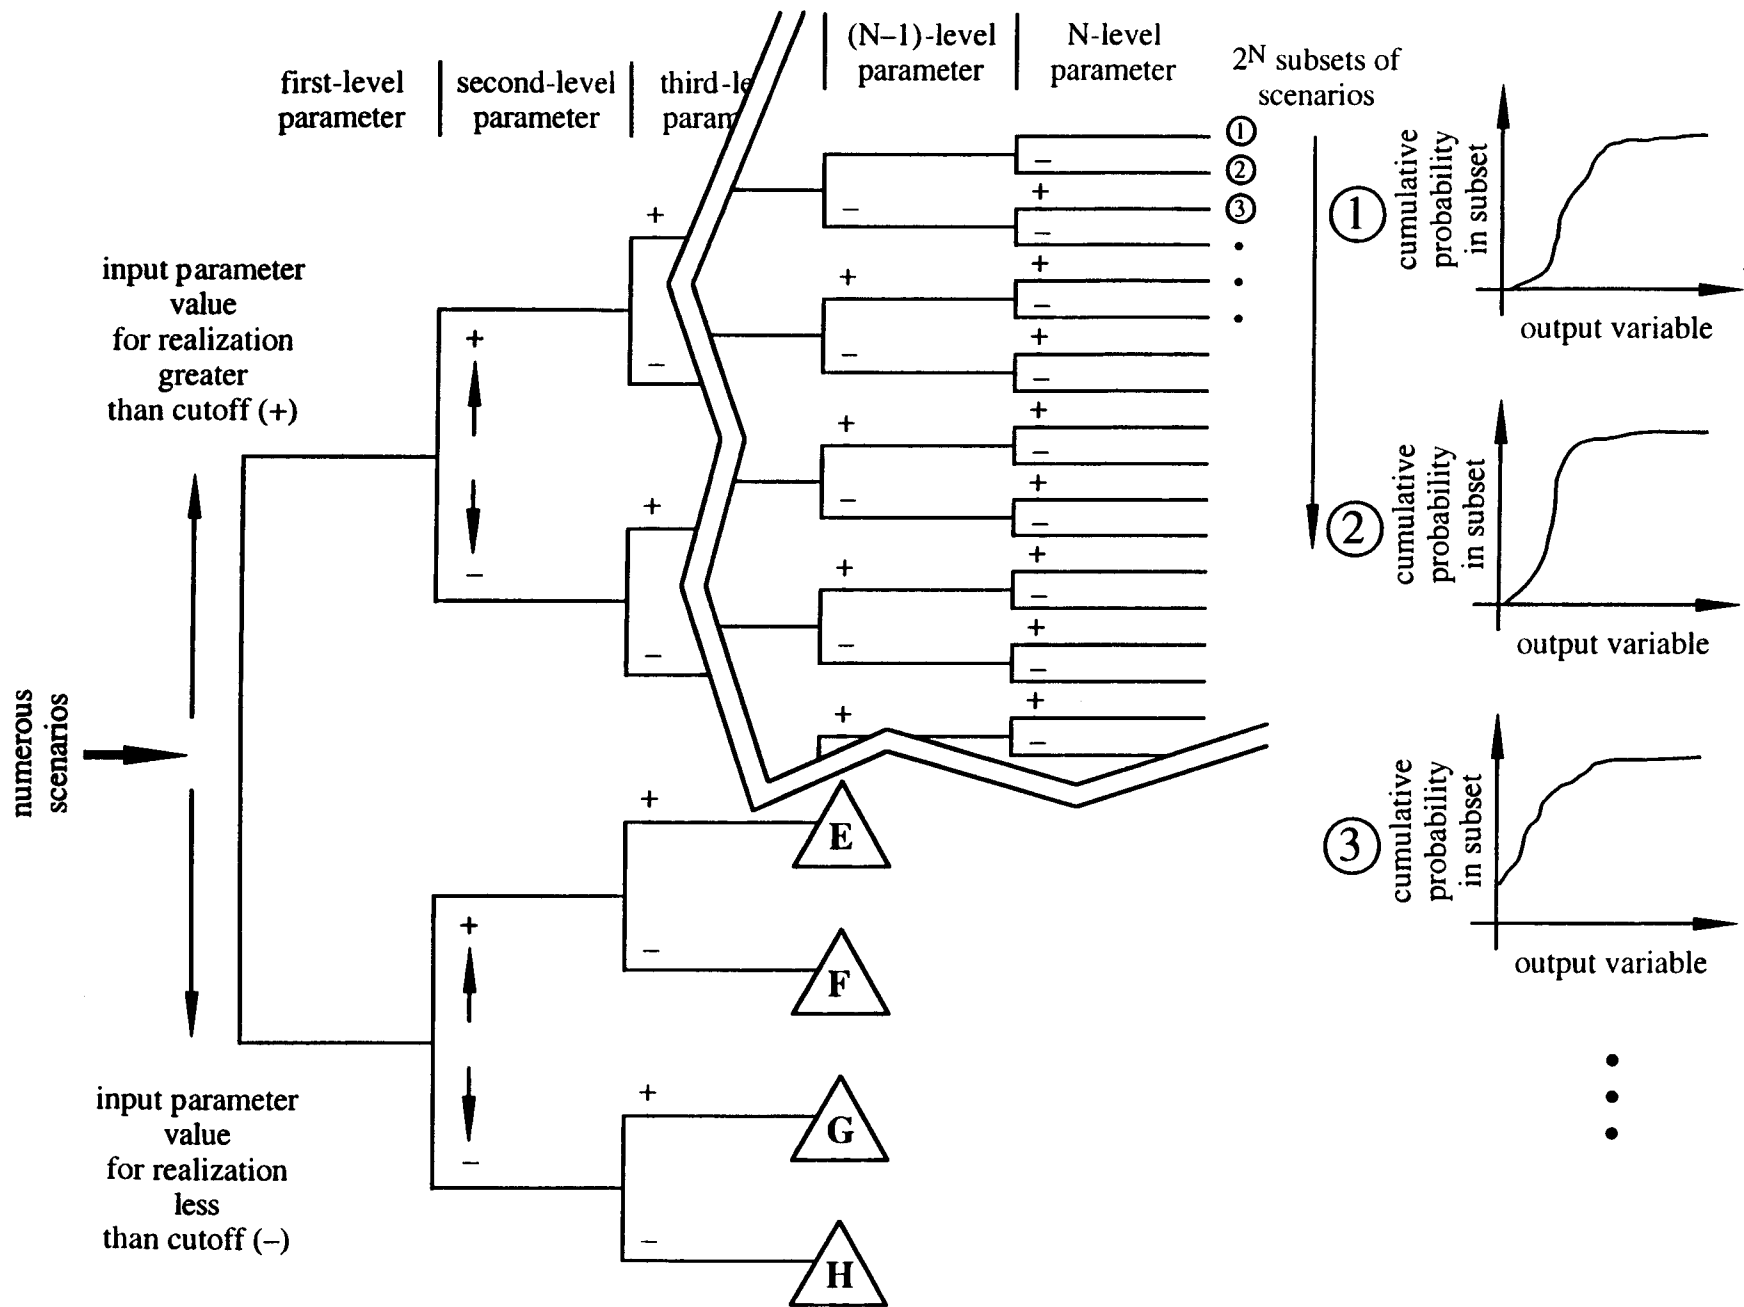 first-level
parameter
second-level
parameter
third-le
param
(N–1)-level
parameter
N-level
parameter
2N subsets of
scenarios
input parameter
value
for realization
greater
than cutoff (+)
numerous
scenarios
input parameter
value
for realization
less
than cutoff (–)
+
–
+
–
+
–
+
–
+
–
+
–
+
–
E
F
G
H
–
+
–
+
–
+
–
+
–
+
–
+
–
+
–
+
–
+
–
+
–
+
–
+
–
+
–
1
2
3
1
cumulative
probability
in subset
output variable
2
cumulative
probability
in subset
output variable
3
cumulative
probability
in subset
output variable